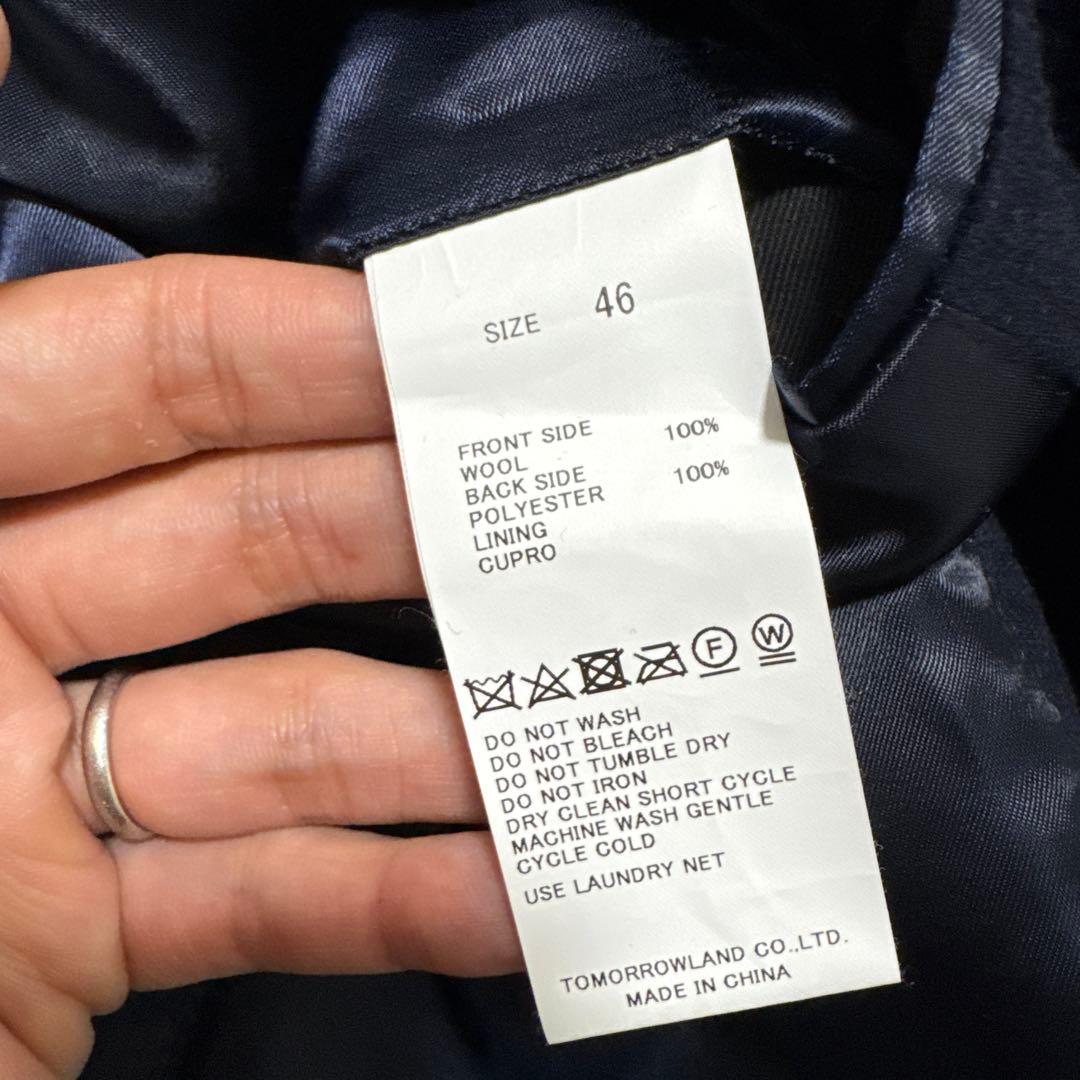 SIZE 46
FRONT SIDE
WOOL 100%
BACK SIDE
POLYESTER 100%
LINING
CUPRO
F W
DO NOT WASH
DO NOT BLEACH
DO NOT TUMBLE DRY
DO NOT IRON
DRY CLEAN SHORT CYCLE
MACHINE WASH GENTLE
CYCLE COLD
USE LAUNDRY NET
TOMORROWLAND CO.,LTD.
MADE IN CHINA